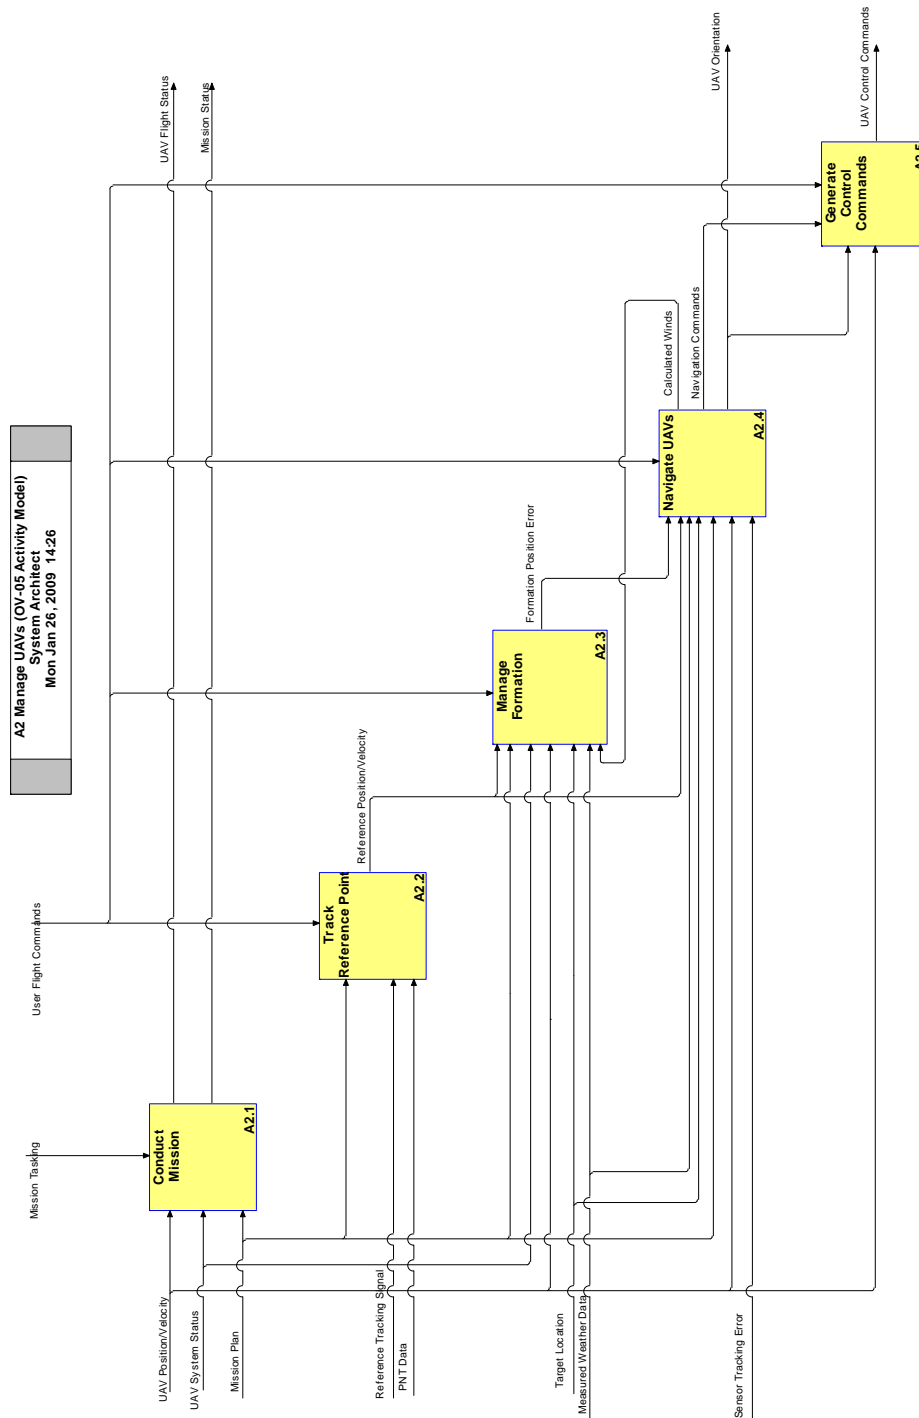 A2 Manage UAVs (OV-05 Activity Model)
System Architect
Mon Jan 26, 2009 14:26
Mission Tasking
User Flight Commands
UAV Position/Velocity
UAV System Status
Mission Plan
Reference Tracking Signal
PNT Data
Target Location
Measured Weather Data
Sensor Tracking Error
Conduct
Mission
A2.1
Track
Reference Point
A2.2
Reference Position/Velocity
Manage
Formation
A2.3
Formation Position Error
Navigate UAVs
A2.4
Calculated Winds
Navigation Commands
Generate
Control
Commands
A2.5
UAV Flight Status
Mission Status
UAV Orientation
UAV Control Commands